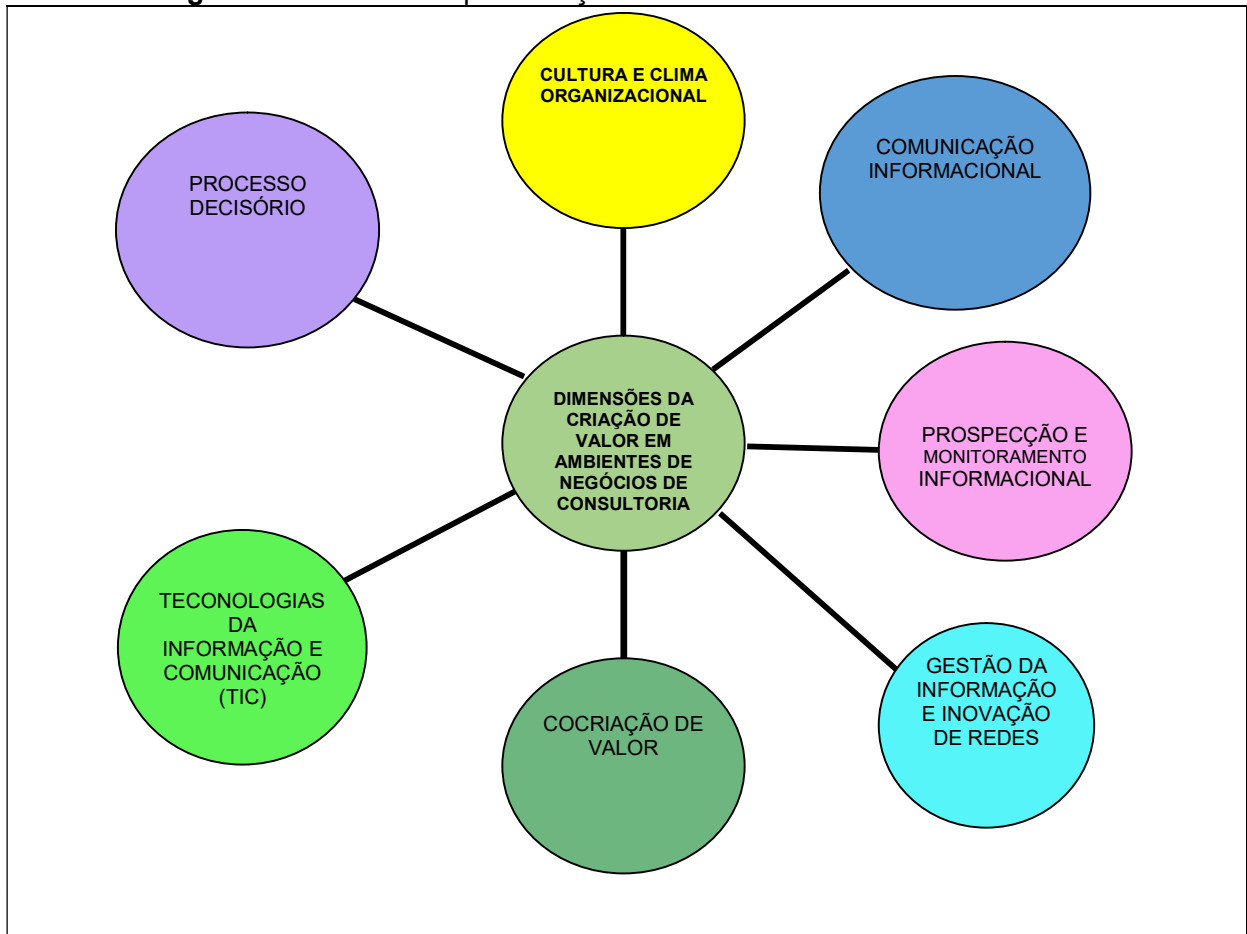 CULTURA E CLIMA
ORGANIZACIONAL
COMUNICAÇÃO
INFORMACIONAL
PROCESSO
DECISÓRIO
DIMENSÕES DA
CRIAÇÃO DE
VALOR EM
AMBIENTES DE
NEGÓCIOS DE
CONSULTORIA
PROSPECÇÃO E
MONITORAMENTO
INFORMACIONAL
TECONOLOGIAS
DA
INFORMAÇÃO E
COMUNICAÇÃO
(TIC)
GESTÃO DA
INFORMAÇÃO
E INOVAÇÃO
DE REDES
COCRIAÇÃO DE
VALOR